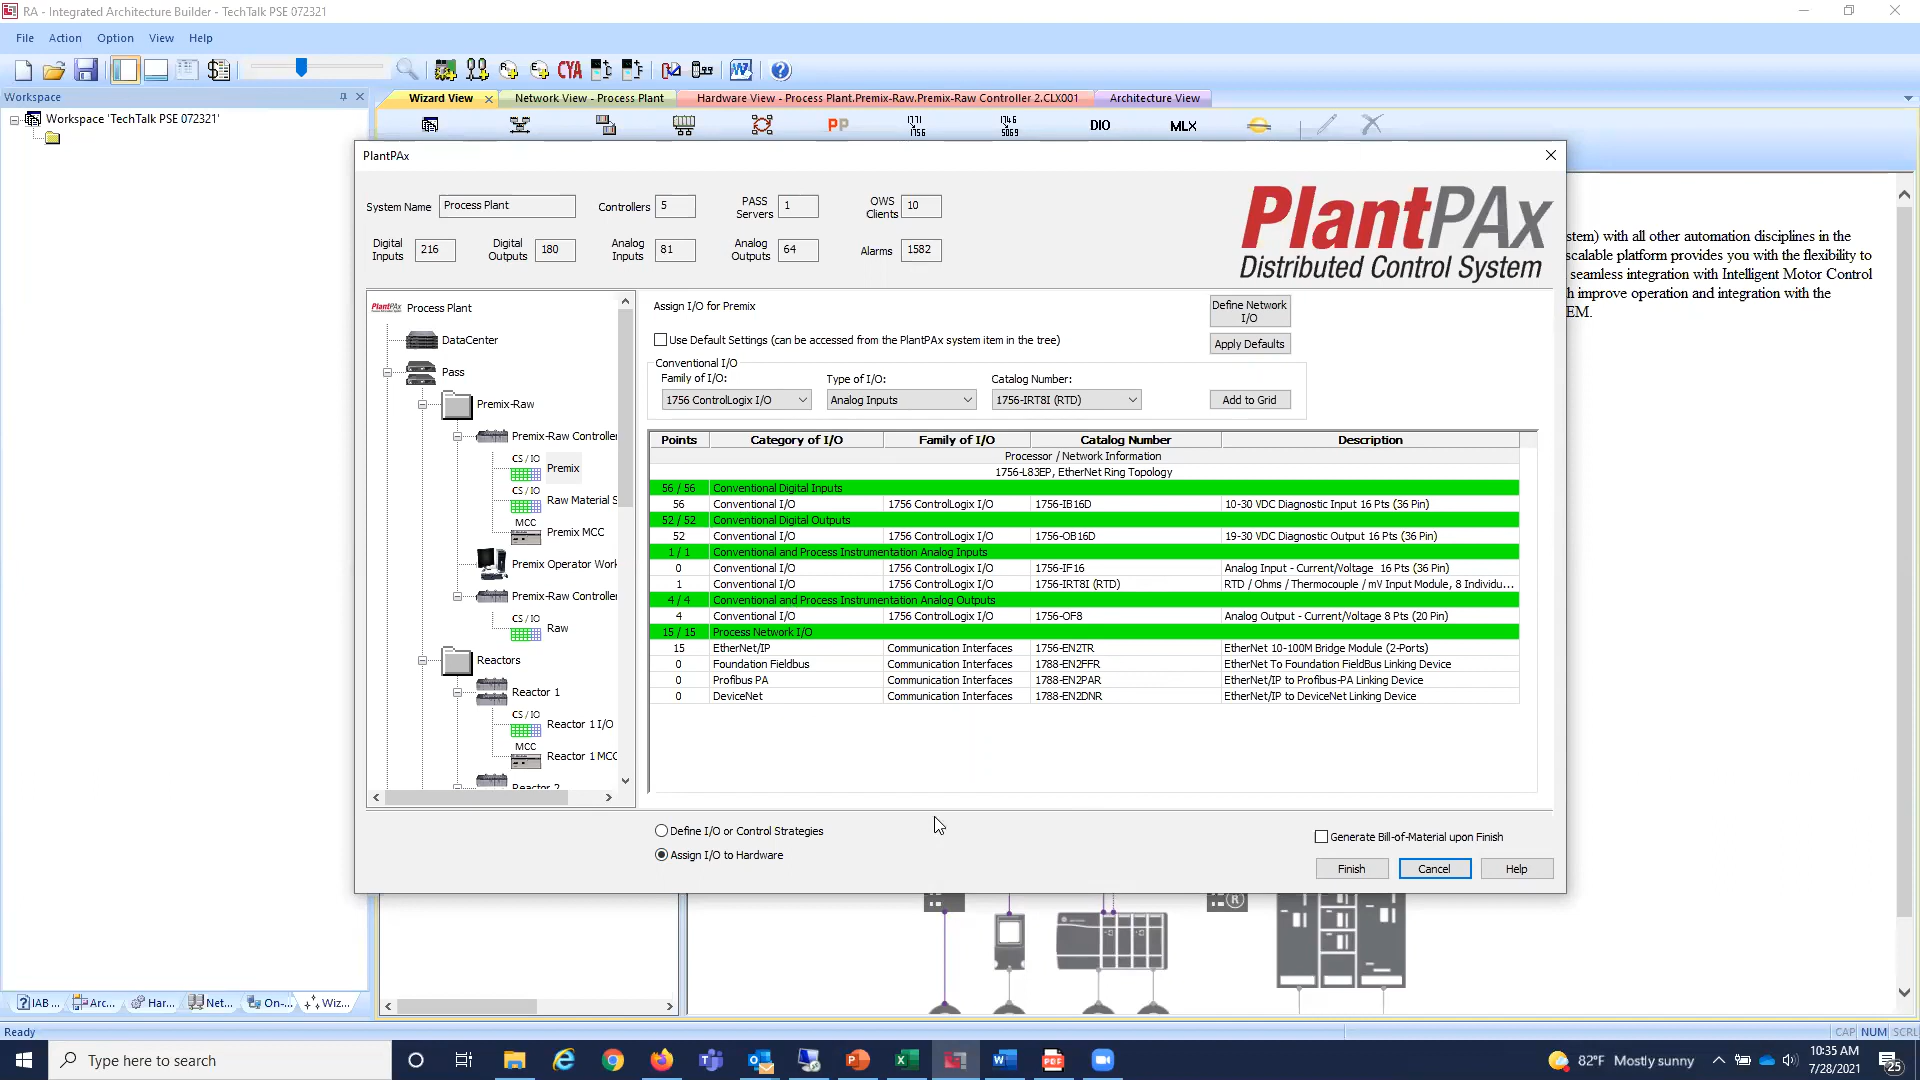 RA - Integrated Architecture Builder - TechTalk PSE 072321
File Action Option View Help
CYA
Workspace
Wizard View
Network View - Process Plant
Hardware View - Process Plant.Premix-Raw.Premix-Raw Controller 2.CLX001
Architecture View
Workspace 'TechTalk PSE 072321'
PP
1771 1756
1746 5069
DIO
MLX
PlantPAx
System Name Process Plant
Controllers 5
PASS Servers 1
OWS Clients 10
Digital Inputs 216
Digital Outputs 180
Analog Inputs 81
Analog Outputs 64
Alarms 1582
PlantPAx
Distributed Control System
stem) with all other automation disciplines in the
scalable platform provides you with the flexibility to
seamless integration with Intelligent Motor Control
h improve operation and integration with the
EM.
PlantPAx Process Plant
DataCenter
Pass
Premix-Raw
Premix-Raw Controller
CS / IO
Premix
CS / IO
Raw Material S
MCC
Premix MCC
Premix Operator Work
Premix-Raw Controller
CS / IO
Raw
Reactors
Reactor 1
CS / IO
Reactor 1 I/O
MCC
Reactor 1 MCC
Reactor 2
Assign I/O for Premix
Define Network I/O
Use Default Settings (can be accessed from the PlantPAx system item in the tree)
Apply Defaults
Conventional I/O
Family of I/O: Type of I/O: Catalog Number:
1756 ControlLogix I/O Analog Inputs 1756-IRT8I (RTD) Add to Grid
Points Category of I/O Family of I/O Catalog Number Description
Processor / Network Information
1756-L83EP, EtherNet Ring Topology
56 / 56 Conventional Digital Inputs
56 Conventional I/O 1756 ControlLogix I/O 1756-IB16D 10-30 VDC Diagnostic Input 16 Pts (36 Pin)
52 / 52 Conventional Digital Outputs
52 Conventional I/O 1756 ControlLogix I/O 1756-OB16D 19-30 VDC Diagnostic Output 16 Pts (36 Pin)
1 / 1 Conventional and Process Instrumentation Analog Inputs
0 Conventional I/O 1756 ControlLogix I/O 1756-IF16 Analog Input - Current/Voltage 16 Pts (36 Pin)
1 Conventional I/O 1756 ControlLogix I/O 1756-IRT8I (RTD) RTD / Ohms / Thermocouple / mV Input Module, 8 Individu...
4 / 4 Conventional and Process Instrumentation Analog Outputs
4 Conventional I/O 1756 ControlLogix I/O 1756-OF8 Analog Output - Current/Voltage 8 Pts (20 Pin)
15 / 15 Process Network I/O
15 EtherNet/IP Communication Interfaces 1756-EN2TR EtherNet 10-100M Bridge Module (2-Ports)
0 Foundation Fieldbus Communication Interfaces 1788-EN2FFR EtherNet To Foundation FieldBus Linking Device
0 Profibus PA Communication Interfaces 1788-EN2PAR EtherNet/IP to Profibus-PA Linking Device
0 DeviceNet Communication Interfaces 1788-EN2DNR EtherNet/IP to DeviceNet Linking Device
Define I/O or Control Strategies
Assign I/O to Hardware
Generate Bill-of-Material upon Finish
Finish Cancel Help
IAB ... Arc... Har... Net... On-... Wiz...
Ready
CAP NUM SCRL
Type here to search
82°F Mostly sunny
10:35 AM
7/28/2021
25